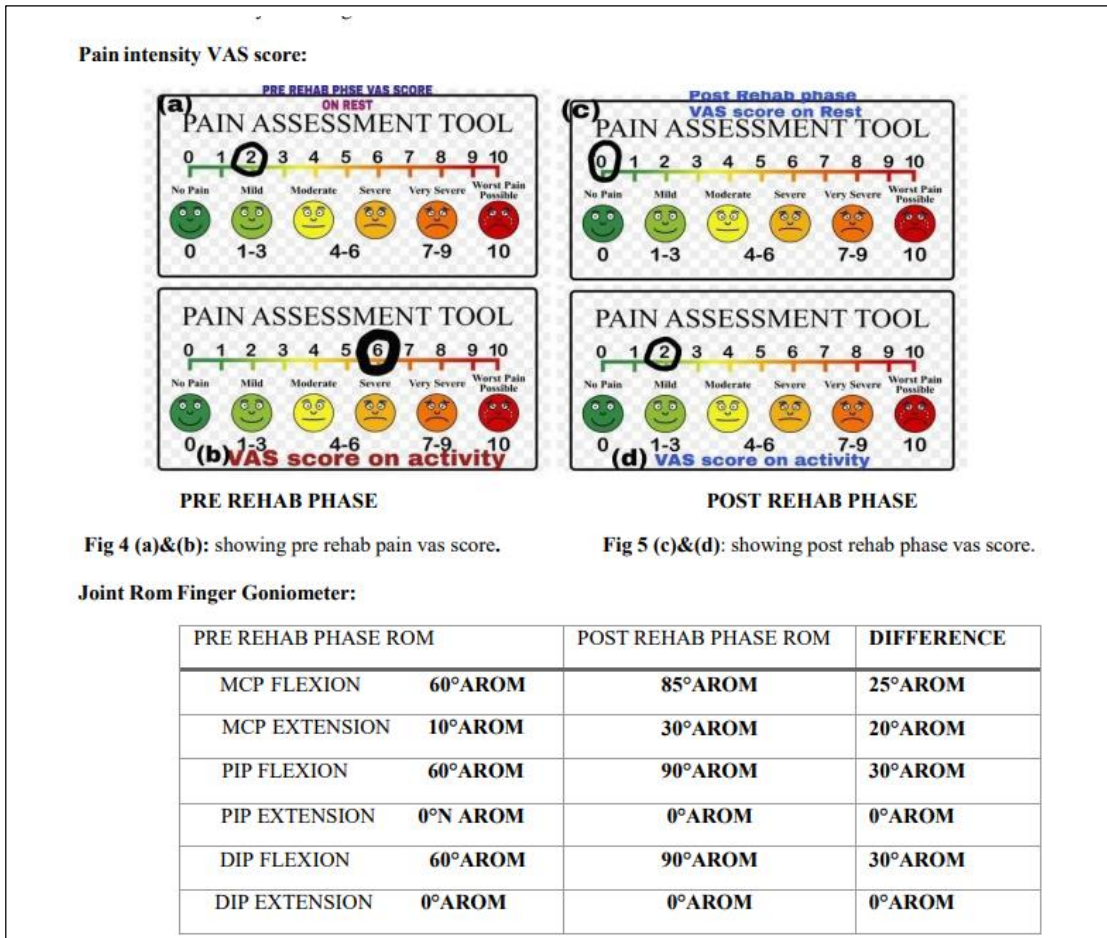 Pain intensity VAS score:
(a)
PRE REHAB PHSE VAS SCORE
ON REST
PAIN ASSESSMENT TOOL
0 1 2 3 4 5 6 7 8 9 10
No Pain Mild Moderate Severe Very Severe Worst Pain
Possible
0 1-3 4-6 7-9 10
PAIN ASSESSMENT TOOL
0 1 2 3 4 5 6 7 8 9 10
No Pain Mild Moderate Severe Very Severe Worst Pain
Possible
0 1-3 4-6 7-9 10
(b) VAS score on activity
(c)
Post Rehab phase
VAS score on Rest
PAIN ASSESSMENT TOOL
0 1 2 3 4 5 6 7 8 9 10
No Pain Mild Moderate Severe Very Severe Worst Pain
Possible
0 1-3 4-6 7-9 10
PAIN ASSESSMENT TOOL
0 1 2 3 4 5 6 7 8 9 10
No Pain Mild Moderate Severe Very Severe Worst Pain
Possible
0 1-3 4-6 7-9 10
(d) VAS score on activity
PRE REHAB PHASE POST REHAB PHASE
Fig 4 (a)&(b): showing pre rehab pain vas score. Fig 5 (c)&(d): showing post rehab phase vas score.
Joint Rom Finger Goniometer:
PRE REHAB PHASE ROM POST REHAB PHASE ROM DIFFERENCE
MCP FLEXION 60°AROM 85°AROM 25°AROM
MCP EXTENSION 10°AROM 30°AROM 20°AROM
PIP FLEXION 60°AROM 90°AROM 30°AROM
PIP EXTENSION 0°N AROM 0°AROM 0°AROM
DIP FLEXION 60°AROM 90°AROM 30°AROM
DIP EXTENSION 0°AROM 0°AROM 0°AROM